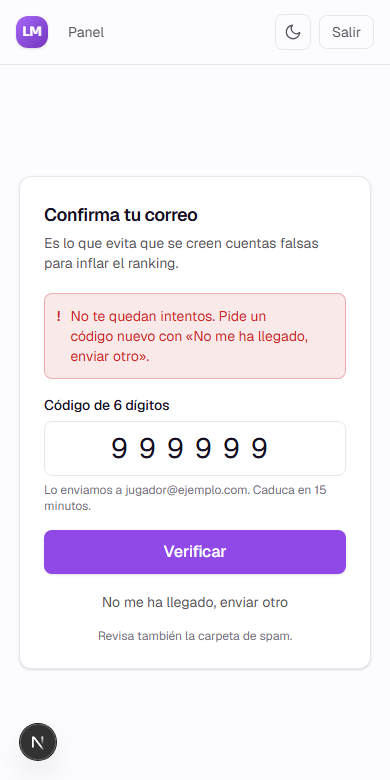 LM
Panel
Salir
Confirma tu correo
Es lo que evita que se creen cuentas falsas
para inflar el ranking.
! No te quedan intentos. Pide un
código nuevo con «No me ha llegado,
enviar otro».
Código de 6 dígitos
999999
Lo enviamos a jugador@ejemplo.com. Caduca en 15
minutos.
Verificar
No me ha llegado, enviar otro
Revisa también la carpeta de spam.
N